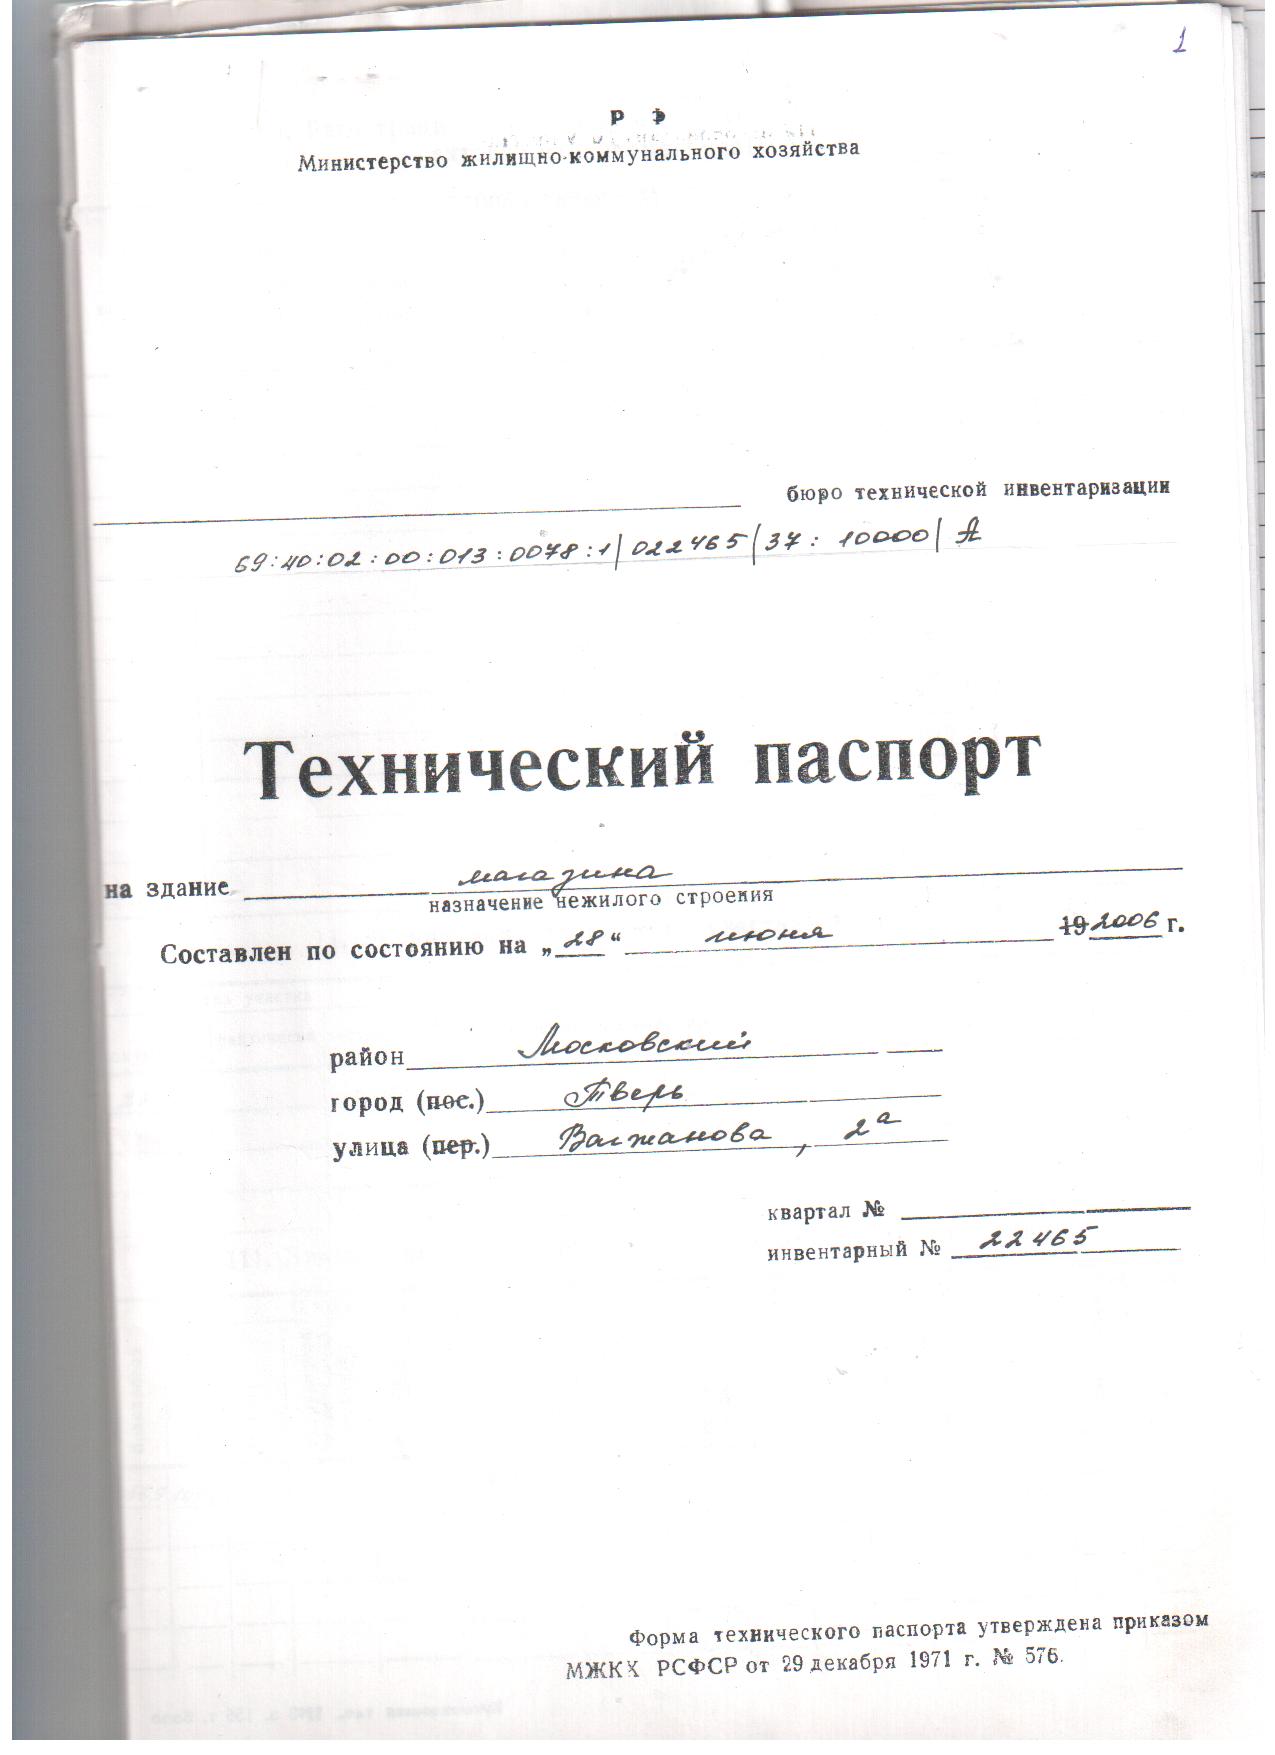 1
Р Ф
Министерство жилищно-коммунального хозяйства
бюро технической инвентаризации
69:40:02:00:013:0078:1|022465|37:10000|А
Технический паспорт
на здание магазина
назначение нежилого строения
Составлен по состоянию на „28“ июня 19 2006 г.
район Московский
город (пос.) Тверь
улица (пер.) Вагжанова, 2а
квартал №
инвентарный № 22465
Форма технического паспорта утверждена приказом
МЖКХ РСФСР от 29 декабря 1971 г. № 576.